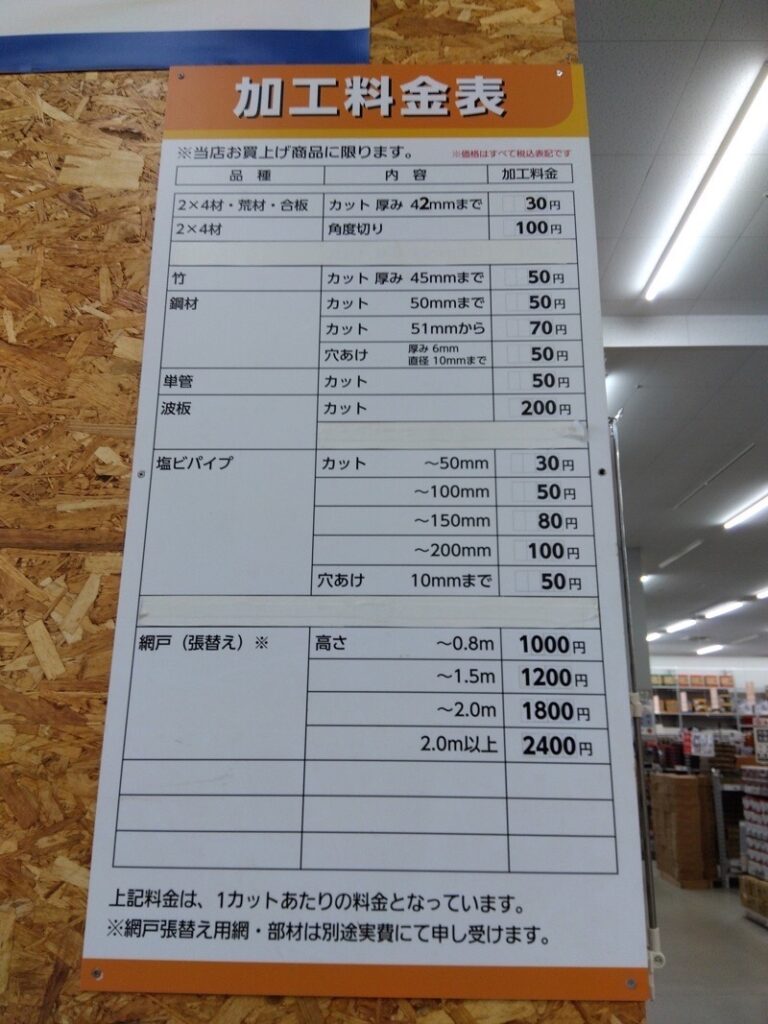 加工料金表
※当店お買上げ商品に限ります。 ※価格はすべて税込表記です
品種 内容 加工料金
2×4材・荒材・合板 カット 厚み 42mmまで 30円
2×4材 角度切り 100円
竹 カット 厚み 45mmまで 50円
鋼材 カット 50mmまで 50円
カット 51mmから 70円
穴あけ 厚み 6mm 直径 10mmまで 50円
単管 カット 50円
波板 カット 200円
塩ビパイプ カット ～50mm 30円
～100mm 50円
～150mm 80円
～200mm 100円
穴あけ 10mmまで 50円
網戸（張替え）※ 高さ ～0.8m 1000円
～1.5m 1200円
～2.0m 1800円
2.0m以上 2400円
上記料金は、1カットあたりの料金となっています。
※網戸張替え用網・部材は別途実費にて申し受けます。